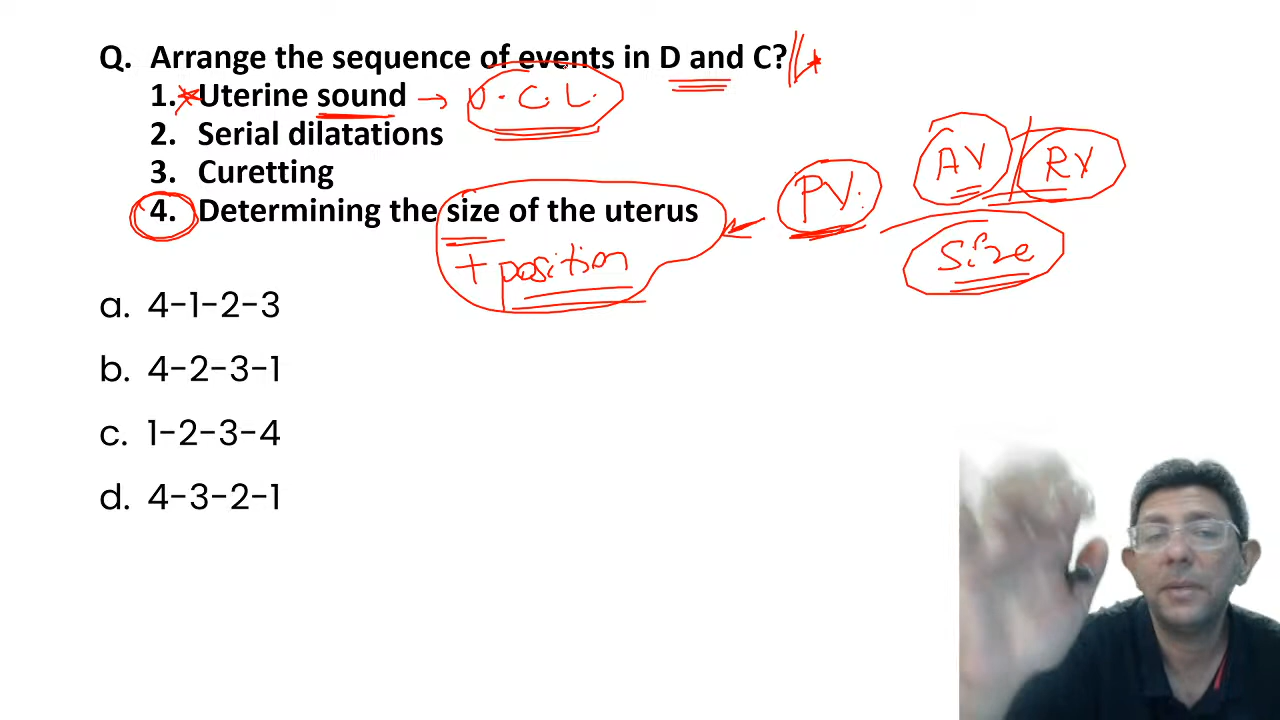 Q. Arrange the sequence of events in D and C?
1. Uterine sound → U.C.L.
2. Serial dilatations
3. Curetting
4. Determining the size of the uterus
+ position
PV.
AV / RV
Size
a. 4-1-2-3
b. 4-2-3-1
c. 1-2-3-4
d. 4-3-2-1